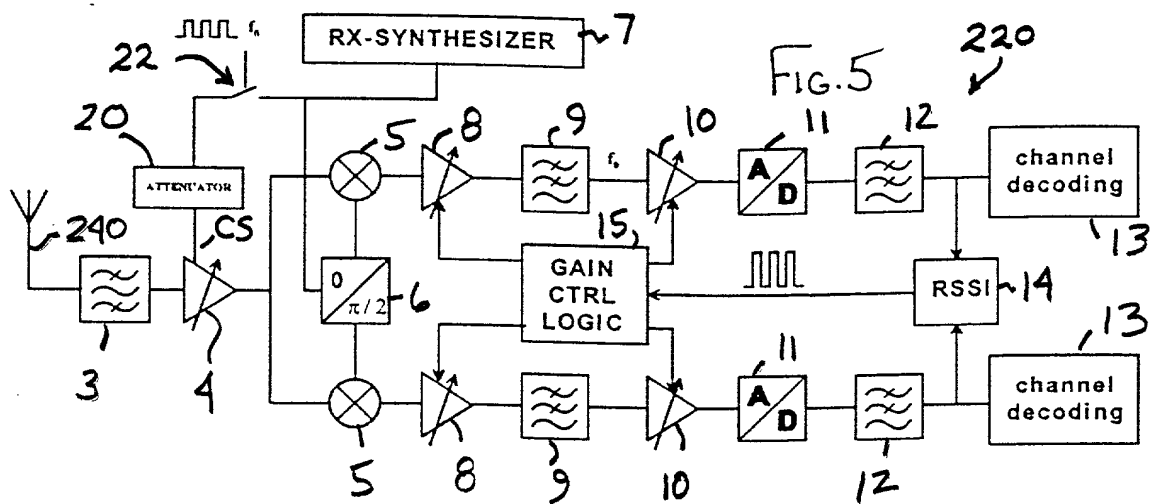 f₀
RX-SYNTHESIZER
7
220
22
FIG.5
20
5
8
9
10
11
12
ATTENUATOR
f₀
A/D
channel
decoding
240
CS
15
13
0
π/2
6
GAIN
CTRL
LOGIC
RSSI
14
3
4
13
11
A/D
channel
decoding
5
8
9
10
12